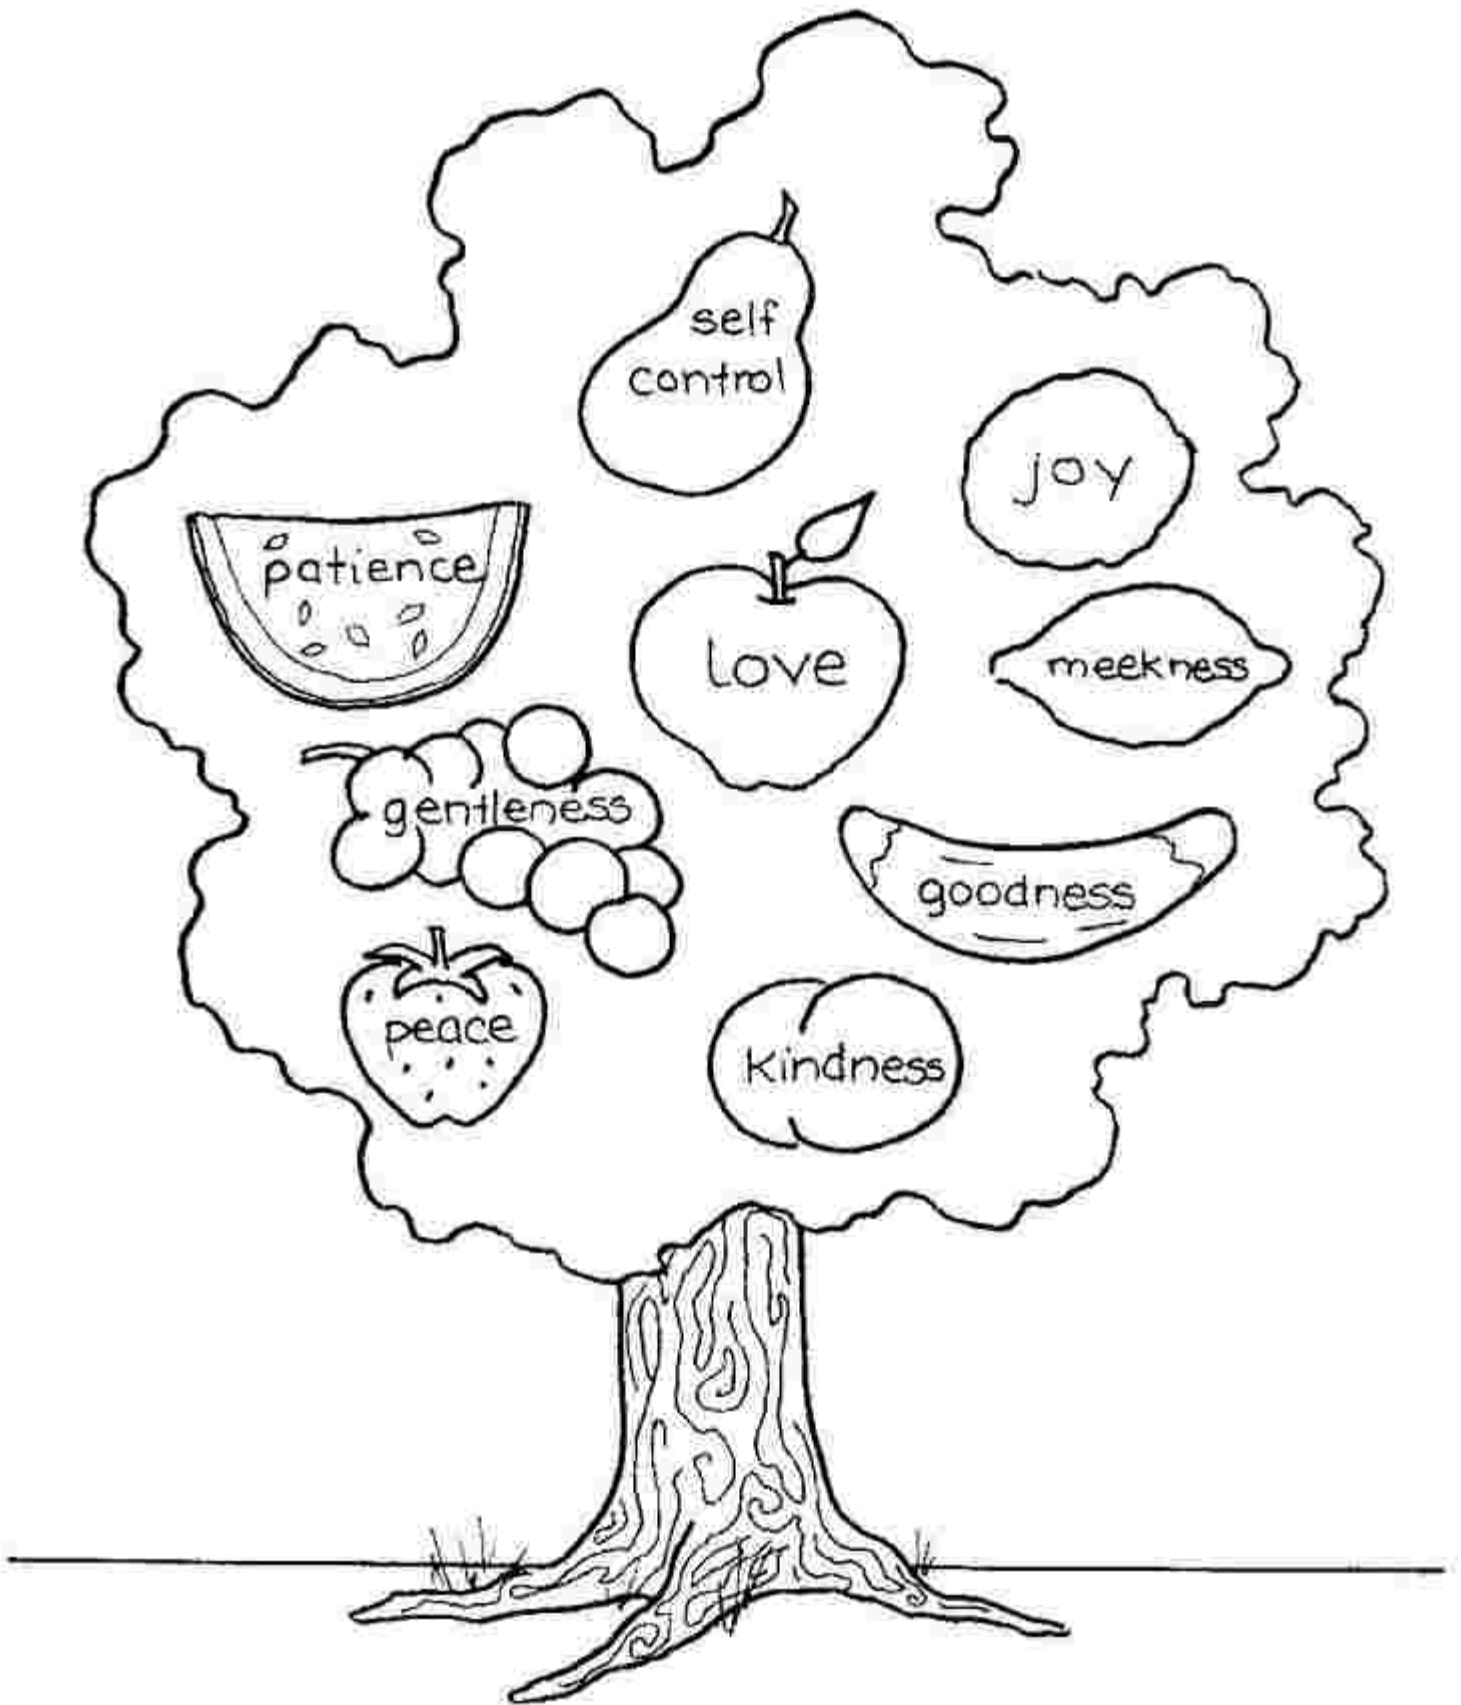 self
control
joy
patience
love
meekness
gentleness
goodness
peace
kindness